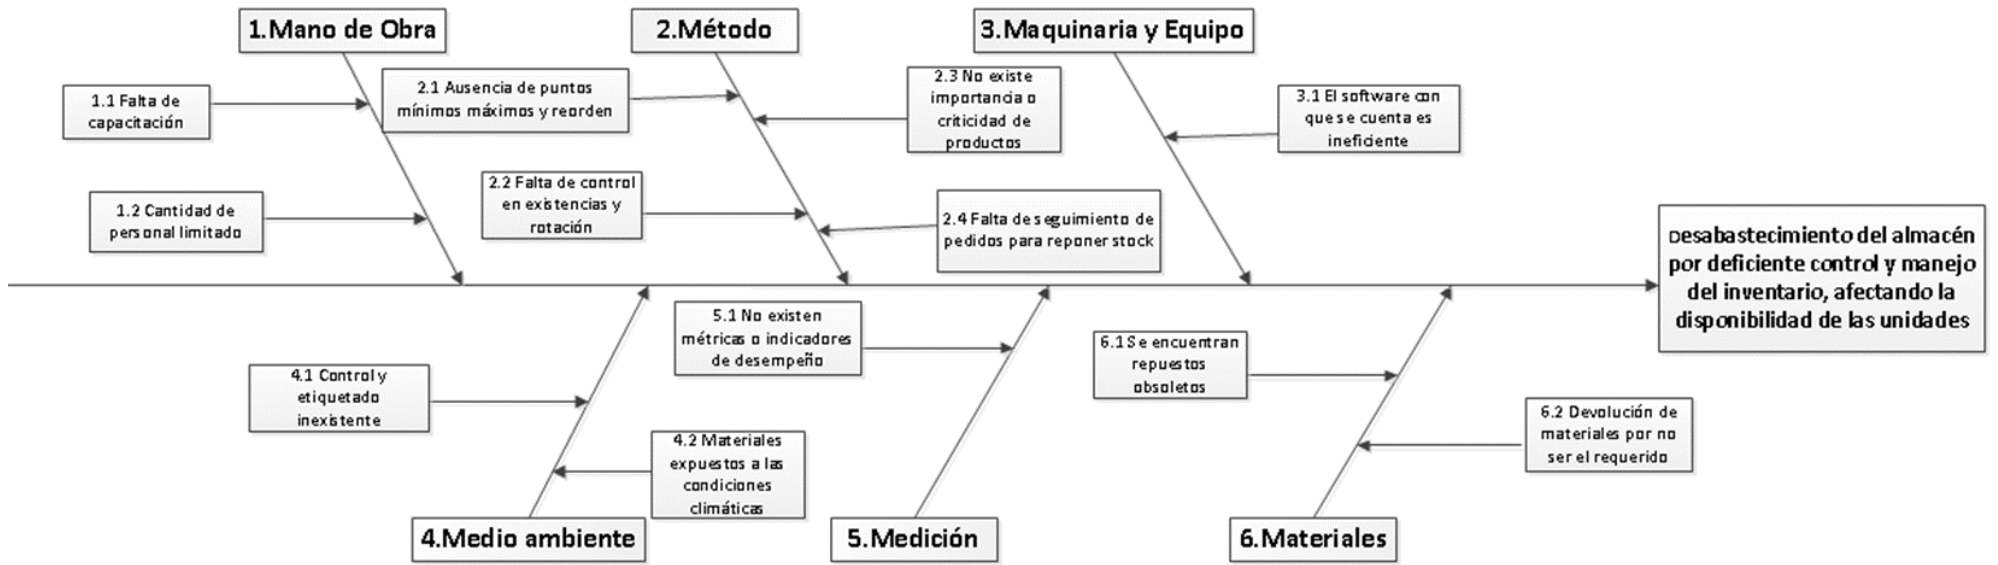 1.Mano de Obra
2.Método
3.Maquinaria y Equipo
1.1 Falta de
capacitación
2.1 Ausencia de puntos
mínimos máximos y reorden
2.3 No existe
importancia o
criticidad de
productos
3.1 El software con
que se cuenta es
ineficiente
1.2 Cantidad de
personal limitado
2.2 Falta de control
en existencias y
rotación
2.4 Falta de seguimiento de
pedidos para reponer stock
Desabastecimiento del almacén
por deficiente control y manejo
del inventario, afectando la
disponibilidad de las unidades
5.1 No existen
métricas o indicadores
de desempeño
6.1 Se encuentran
repuestos
obsoletos
4.1 Control y
etiquetado
inexistente
4.2 Materiales
expuestos a las
condiciones
climáticas
6.2 Devolución de
materiales por no
ser el requerido
4.Medio ambiente
5.Medición
6.Materiales